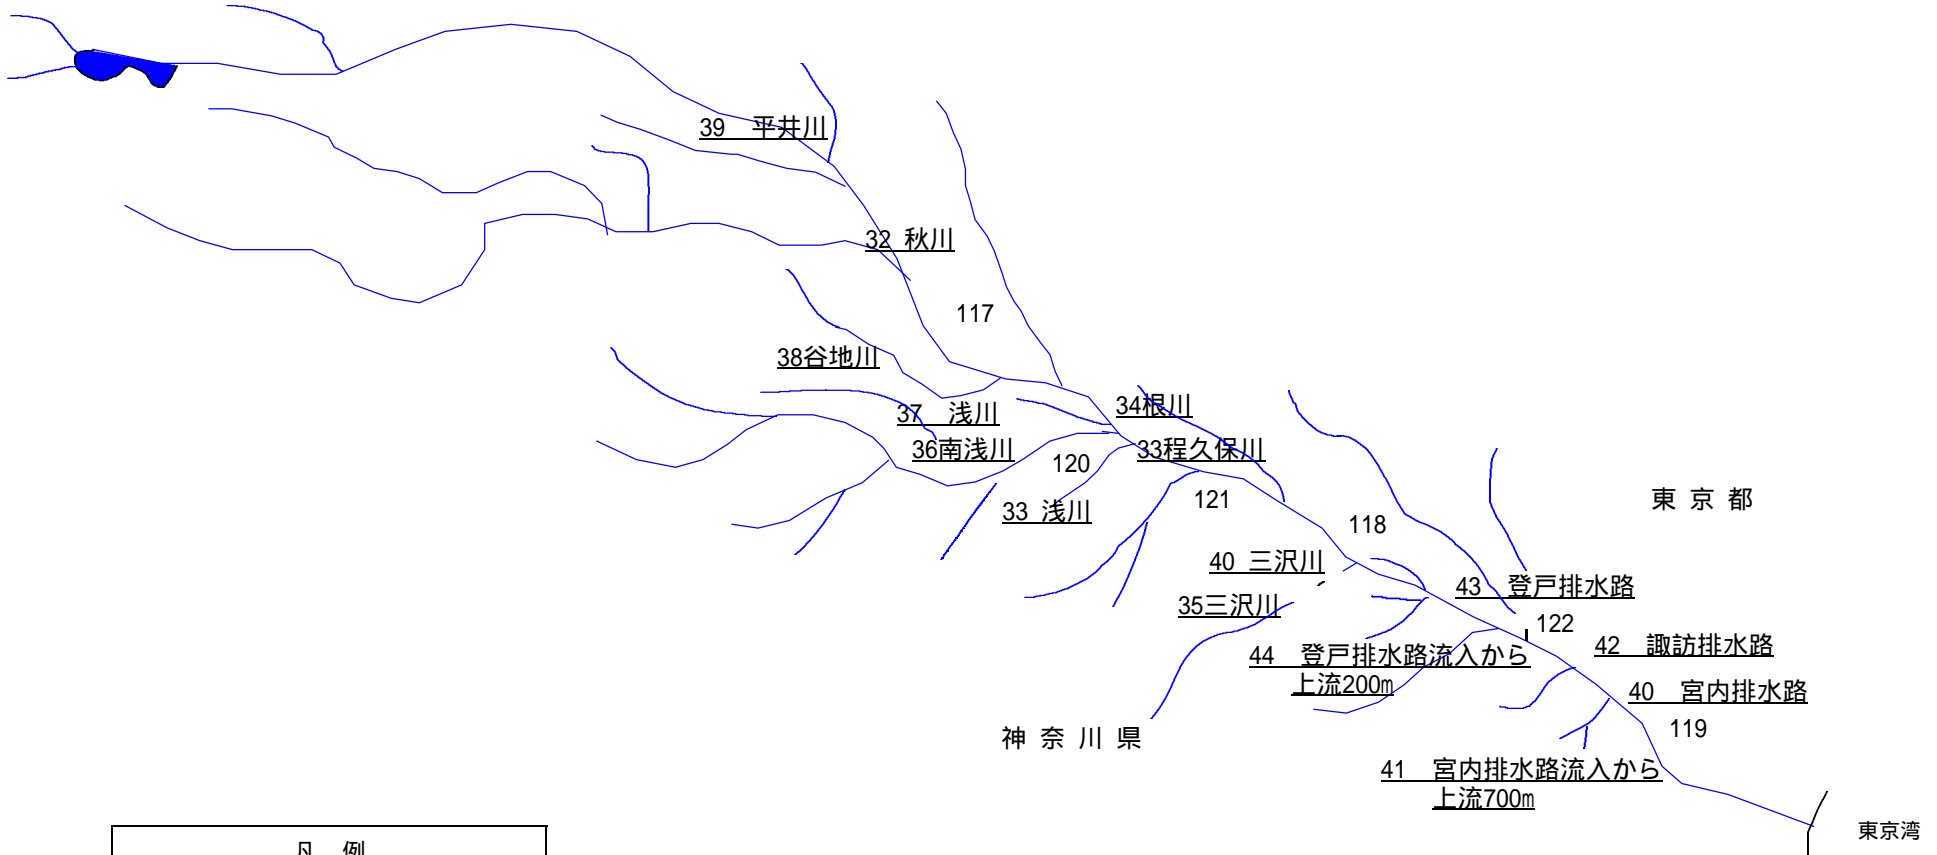 39　平井川
32 秋川
117
38谷地川
34根川
37　浅川
36南浅川
33程久保川
120
121
33 浅川
118
東 京 都
40 三沢川
43　登戸排水路
35三沢川
122
42　諏訪排水路
44　登戸排水路流入から
上流200㎡
40　宮内排水路
神 奈 川 県
119
41　宮内排水路流入から
上流700m
東京湾
凡　例